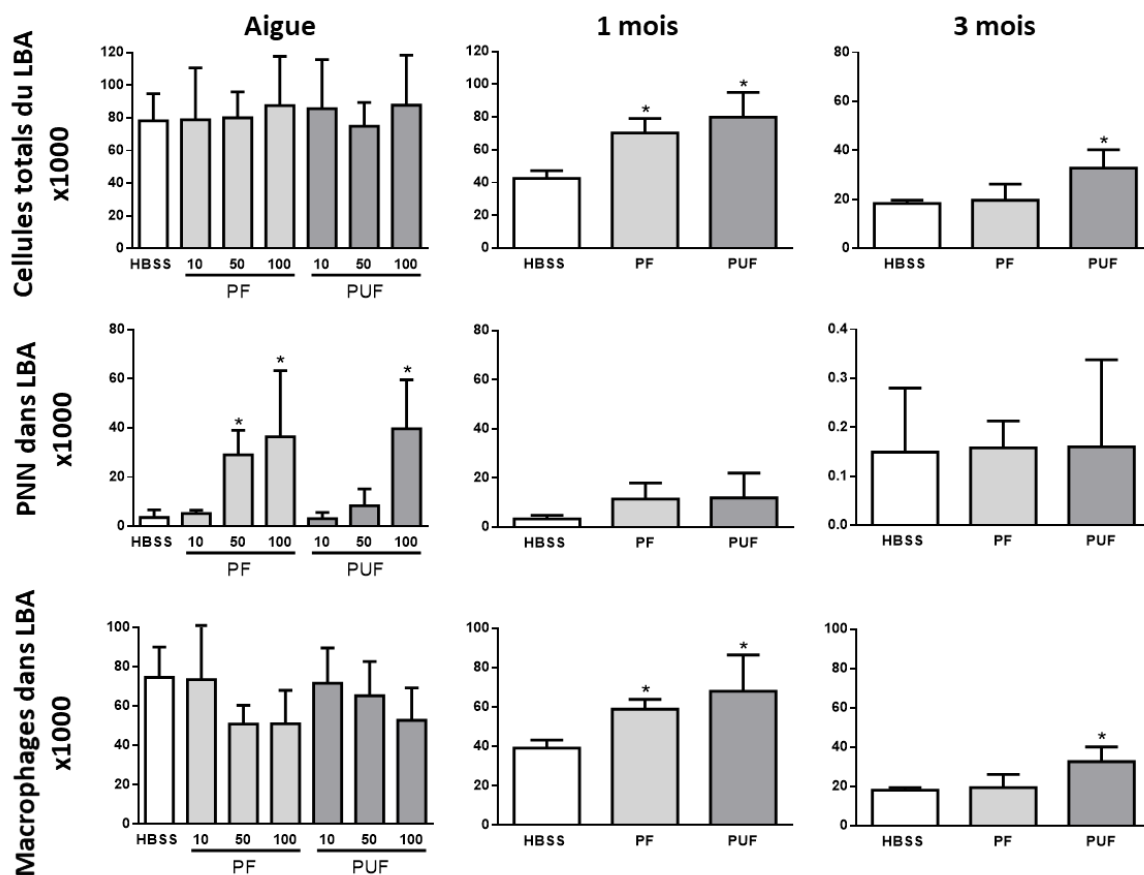 Aigue
1 mois
3 mois
Cellules totals du LBA
x1000
120
100
80
60
40
20
0
HBSS 10 50 100 10 50 100
PF PUF
100
80
60
40
20
0
HBSS PF PUF
80
60
40
20
0
HBSS PF PUF
PNN dans LBA
x1000
80
60
40
20
0
* * *
HBSS 10 50 100 10 50 100
PF PUF
80
60
40
20
0
HBSS PF PUF
0.4
0.3
0.2
0.1
0.0
HBSS PF PUF
Macrophages dans LBA
x1000
100
80
60
40
20
0
HBSS 10 50 100 10 50 100
PF PUF
100
80
60
40
20
0
* *
HBSS PF PUF
100
80
60
40
20
0
*
HBSS PF PUF